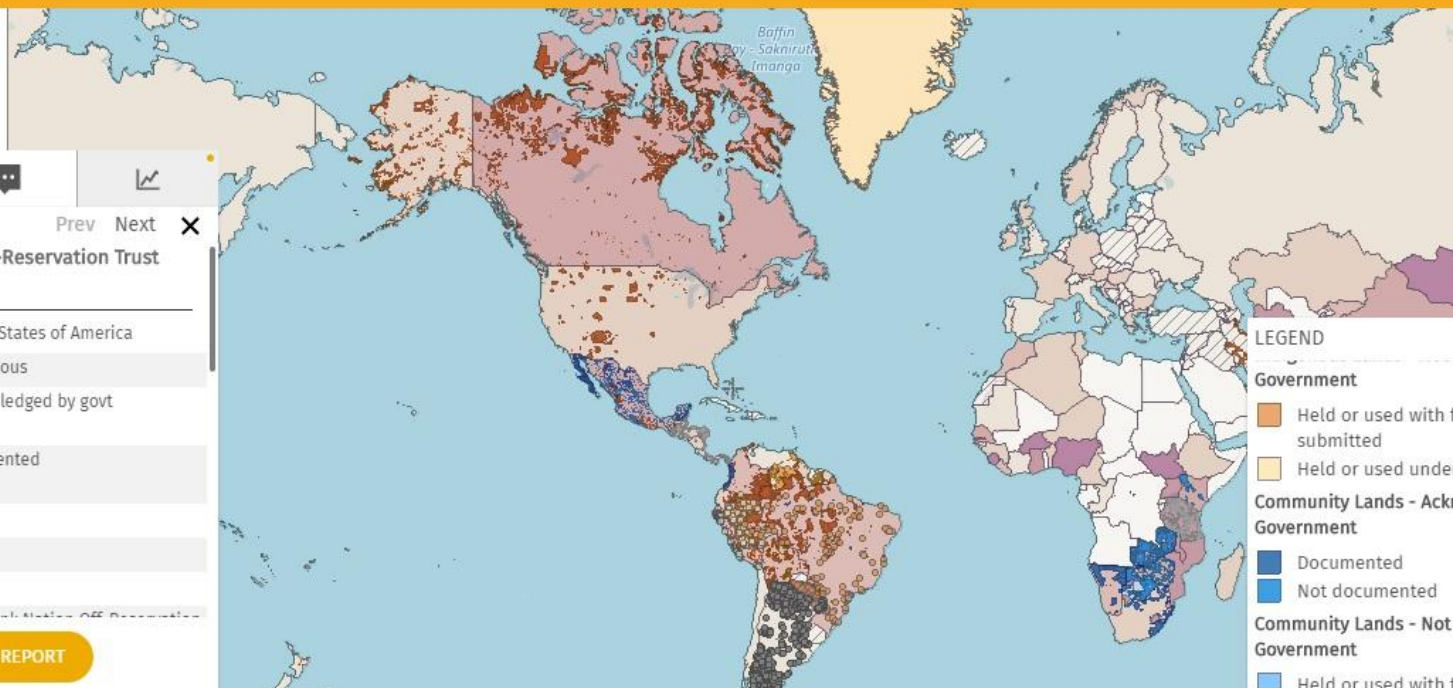 Baffin
Imanga
Prev Next
-Reservation Trust
States of America
ous
ledged by govt
ented
REPORT
LEGEND
Government
Held or used with f
submitted
Held or used unde
Community Lands - Ackn
Government
Documented
Not documented
Community Lands - Not
Government
Held or used with f